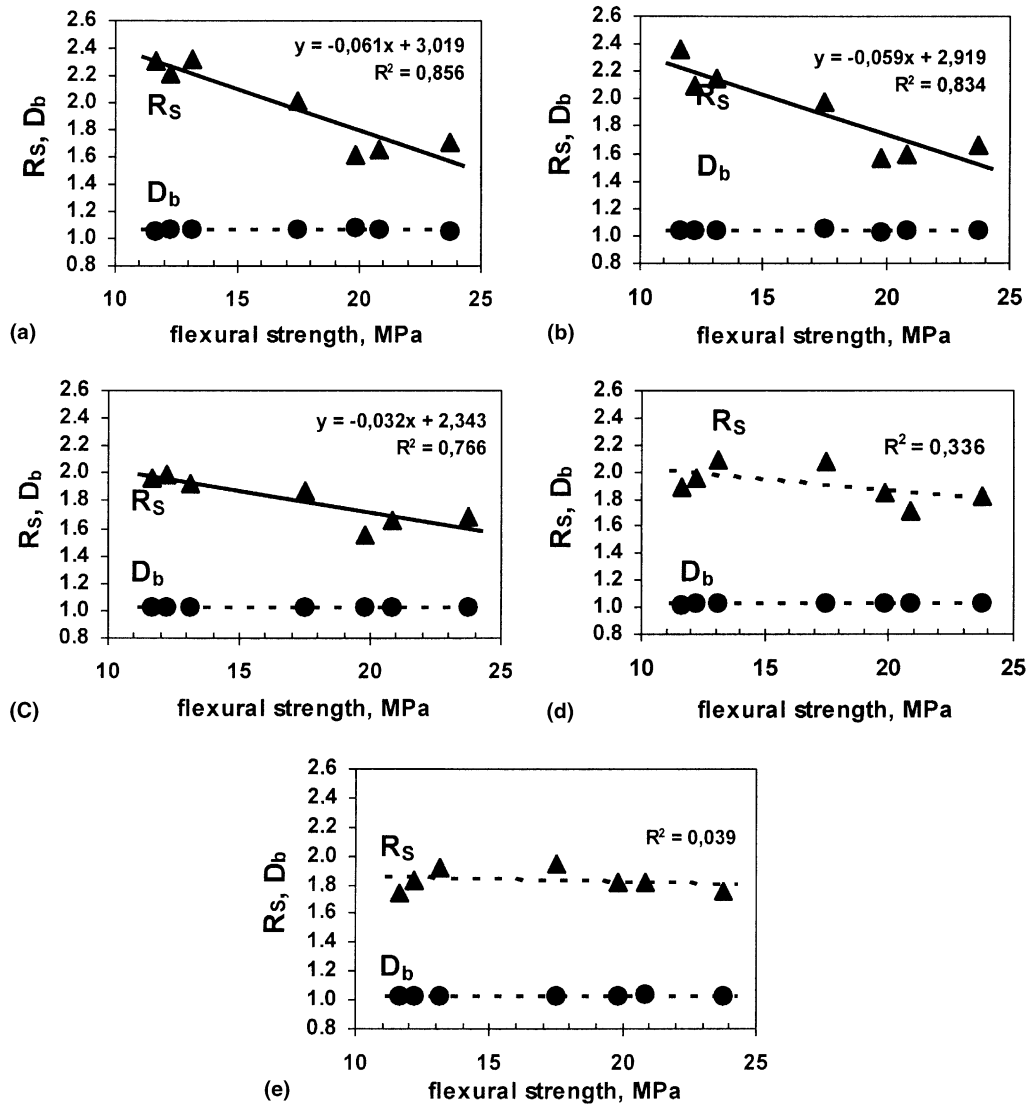 2.6
2.4
2.2
2.0
1.8
1.6
1.4
1.2
1.0
0.8
RS, Db
y = -0,061x + 3,019
R2 = 0,856
RS
Db
10 15 20 25
(a)
flexural strength, MPa
2.6
2.4
2.2
2.0
1.8
1.6
1.4
1.2
1.0
0.8
RS, Db
y = -0,059x + 2,919
R2 = 0,834
RS
Db
10 15 20 25
(b)
flexural strength, MPa
2.6
2.4
2.2
2.0
1.8
1.6
1.4
1.2
1.0
0.8
RS, Db
y = -0,032x + 2,343
R2 = 0,766
RS
Db
10 15 20 25
(C)
flexural strength, MPa
2.6
2.4
2.2
2.0
1.8
1.6
1.4
1.2
1.0
0.8
RS, Db
RS
R2 = 0,336
Db
10 15 20 25
(d)
flexural strength, MPa
2.6
2.4
2.2
2.0
1.8
1.6
1.4
1.2
1.0
0.8
RS, Db
R2 = 0,039
RS
Db
10 15 20 25
(e)
flexural strength, MPa